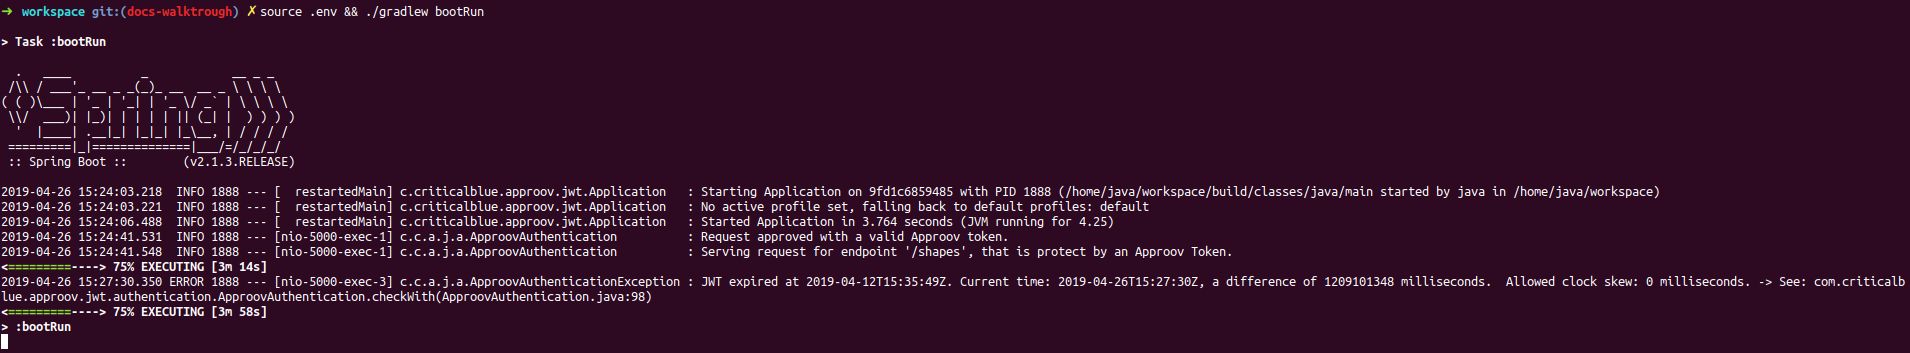 ➜ workspace git:(docs-walktrough) ✗ source .env && ./gradlew bootRun
> Task :bootRun
  .   ____          _            __ _ _
 /\\ / ___'_ __ _ _(_)_ __  __ _ \ \ \ \
( ( )\___ | '_ | '_| | '_ \/ _` | \ \ \ \
 \\/  ___)| |_)| | | | | || (_| |  ) ) ) )
  '  |____| .__|_| |_|_| |_\__, | / / / /
 =========|_|==============|___/=/_/_/_/
 :: Spring Boot ::        (v2.1.3.RELEASE)
2019-04-26 15:24:03.218  INFO 1888 --- [  restartedMain] c.criticalblue.approov.jwt.Application   : Starting Application on 9fd1c6859485 with PID 1888 (/home/java/workspace/build/classes/java/main started by java in /home/java/workspace)
2019-04-26 15:24:03.221  INFO 1888 --- [  restartedMain] c.criticalblue.approov.jwt.Application   : No active profile set, falling back to default profiles: default
2019-04-26 15:24:06.488  INFO 1888 --- [  restartedMain] c.criticalblue.approov.jwt.Application   : Started Application in 3.764 seconds (JVM running for 4.25)
2019-04-26 15:24:41.531  INFO 1888 --- [nio-5000-exec-1] c.c.a.j.a.ApproovAuthentication          : Request approved with a valid Approov token.
2019-04-26 15:24:41.548  INFO 1888 --- [nio-5000-exec-1] c.c.a.j.a.ApproovAuthentication          : Serving request for endpoint '/shapes', that is protect by an Approov Token.
<=========----> 75% EXECUTING [3m 14s]
2019-04-26 15:27:30.350 ERROR 1888 --- [nio-5000-exec-3] c.c.a.j.a.ApproovAuthenticationException : JWT expired at 2019-04-12T15:35:49Z. Current time: 2019-04-26T15:27:30Z, a difference of 1209101348 milliseconds.  Allowed clock skew: 0 milliseconds. -> See: com.criticalb
lue.approov.jwt.authentication.ApproovAuthentication.checkWith(ApproovAuthentication.java:98)
<=========----> 75% EXECUTING [3m 58s]
> :bootRun